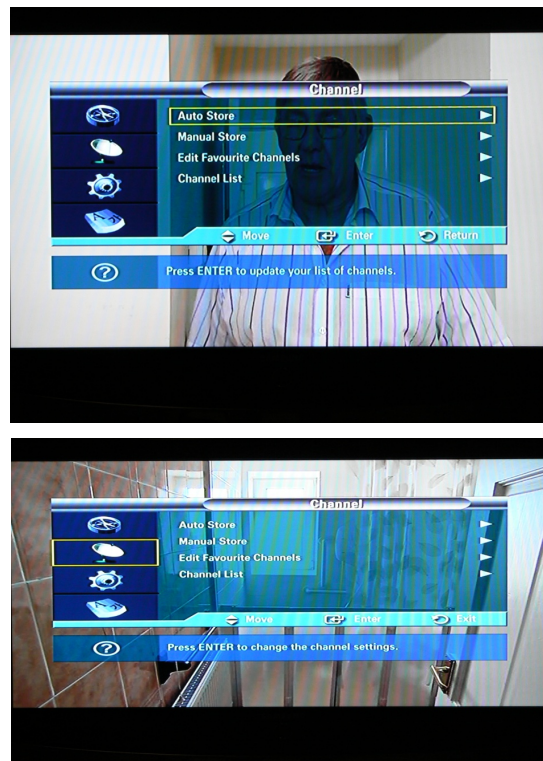 Channel
Auto Store
Manual Store
Edit Favourite Channels
Channel List
Move Enter Return
Press ENTER to update your list of channels.
Channel
Auto Store
Manual Store
Edit Favourite Channels
Channel List
Move Enter Exit
Press ENTER to change the channel settings.